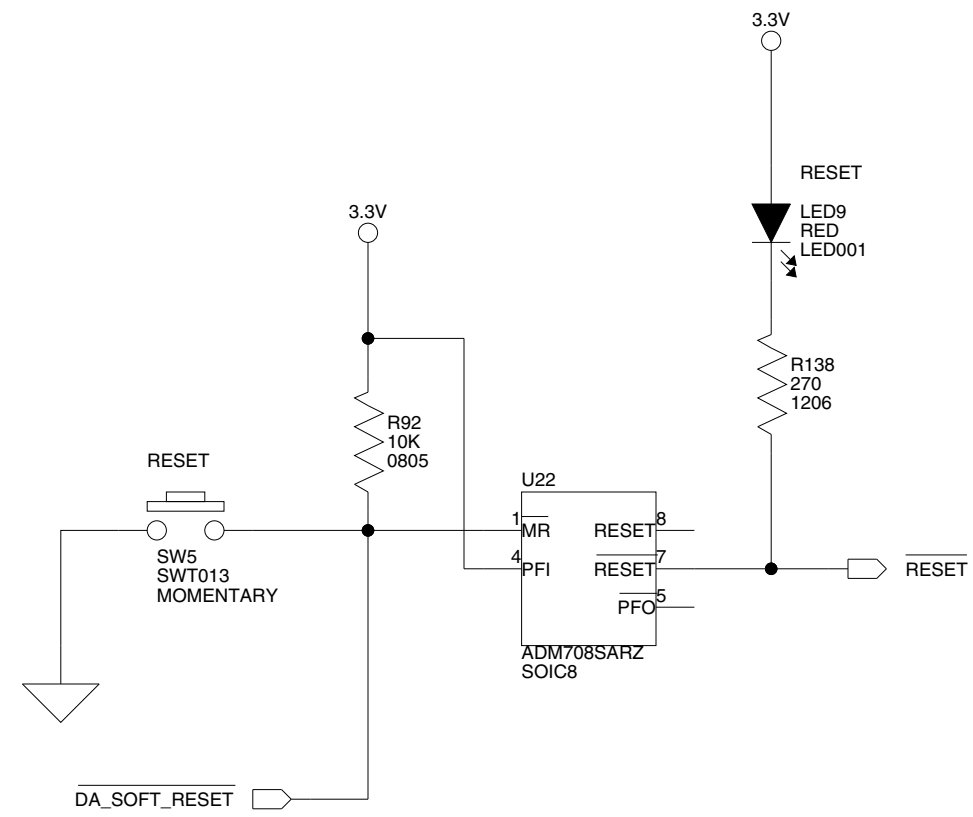 3.3V
RESET
LED9
RED
LED001
3.3V
R138
270
1206
R92
10K
0805
RESET
SW5
SWT013
MOMENTARY
U22
1
MR
4
PFI
RESET
8
RESET
7
PFO
5
ADM708SARZ
SOIC8
RESET
DA_SOFT_RESET